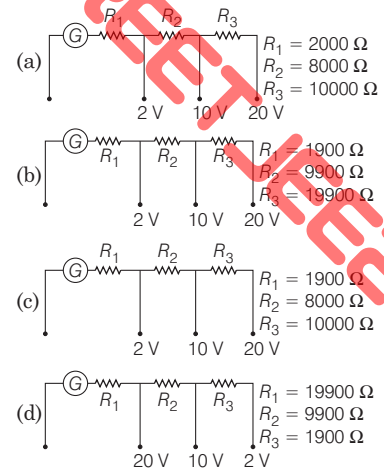 R₁ R₂ R₃
G
(a)
R₁ = 2000 Ω
R₂ = 8000 Ω
R₃ = 10000 Ω
2 V 10 V 20 V
G
(b)
R₁ R₂ R₃
R₁ = 1900 Ω
R₂ = 9900 Ω
R₃ = 19900 Ω
2 V 10 V 20 V
G
(c)
R₁ R₂ R₃
R₁ = 1900 Ω
R₂ = 8000 Ω
R₃ = 10000 Ω
2 V 10 V 20 V
G
(d)
R₁ R₂ R₃
R₁ = 19900 Ω
R₂ = 9900 Ω
R₃ = 1900 Ω
20 V 10 V 2 V